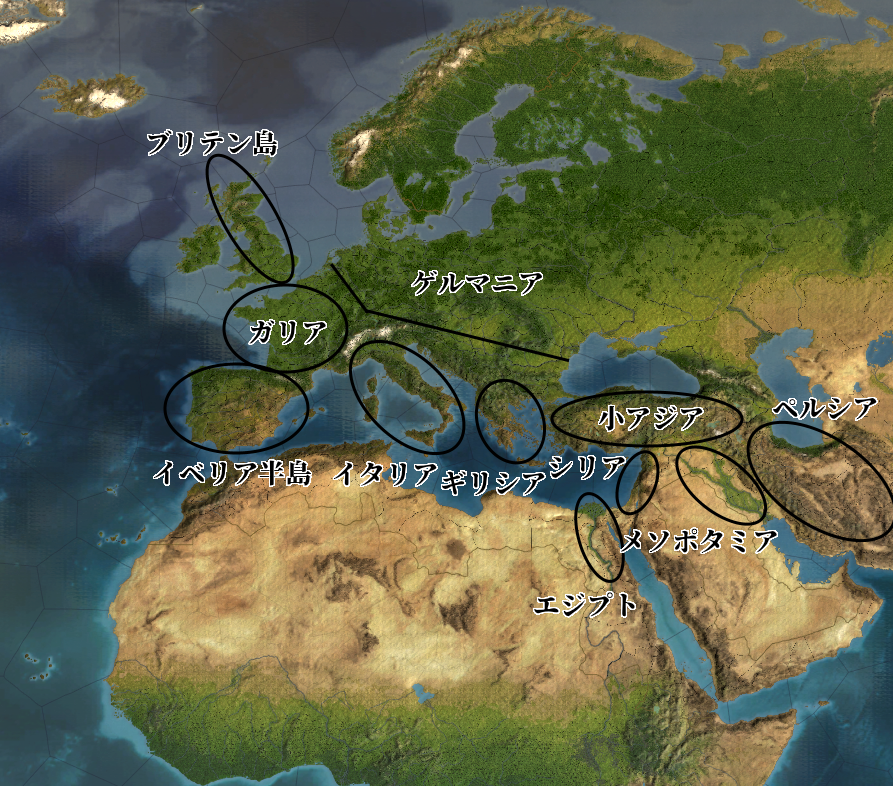 ブリテン島
ゲルマニア
ガリア
小アジア
ペルシア
イベリア半島
イタリア
ギリシア
シリア
メソポタミア
エジプト